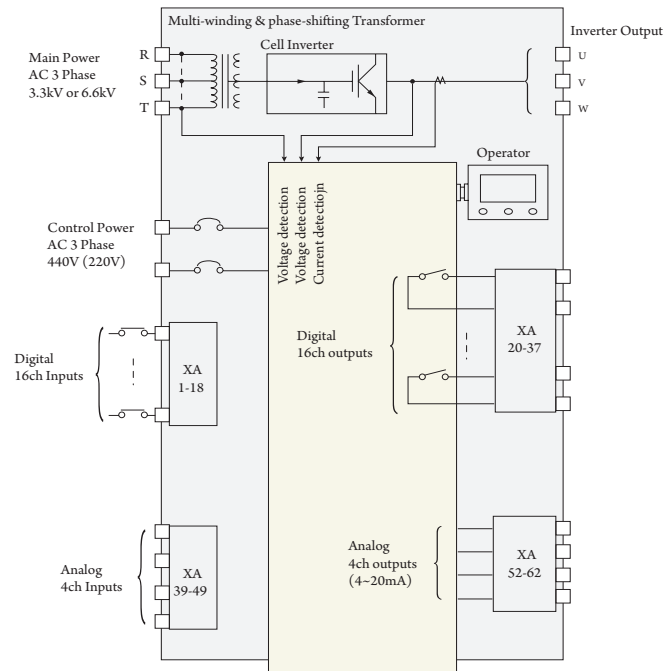 Multi-winding & phase-shifting Transformer
Main Power
AC 3 Phase
3.3kV or 6.6kV
R
S
T
Cell Inverter
Inverter Output
U
V
W
Operator
Control Power
AC 3 Phase
440V (220V)
Voltage detection
Voltage detection
Current detectiojn
Digital
16ch Inputs
XA
1-18
Digital
16ch outputs
XA
20-37
Analog
4ch Inputs
XA
39-49
Analog
4ch outputs
(4~20mA)
XA
52-62